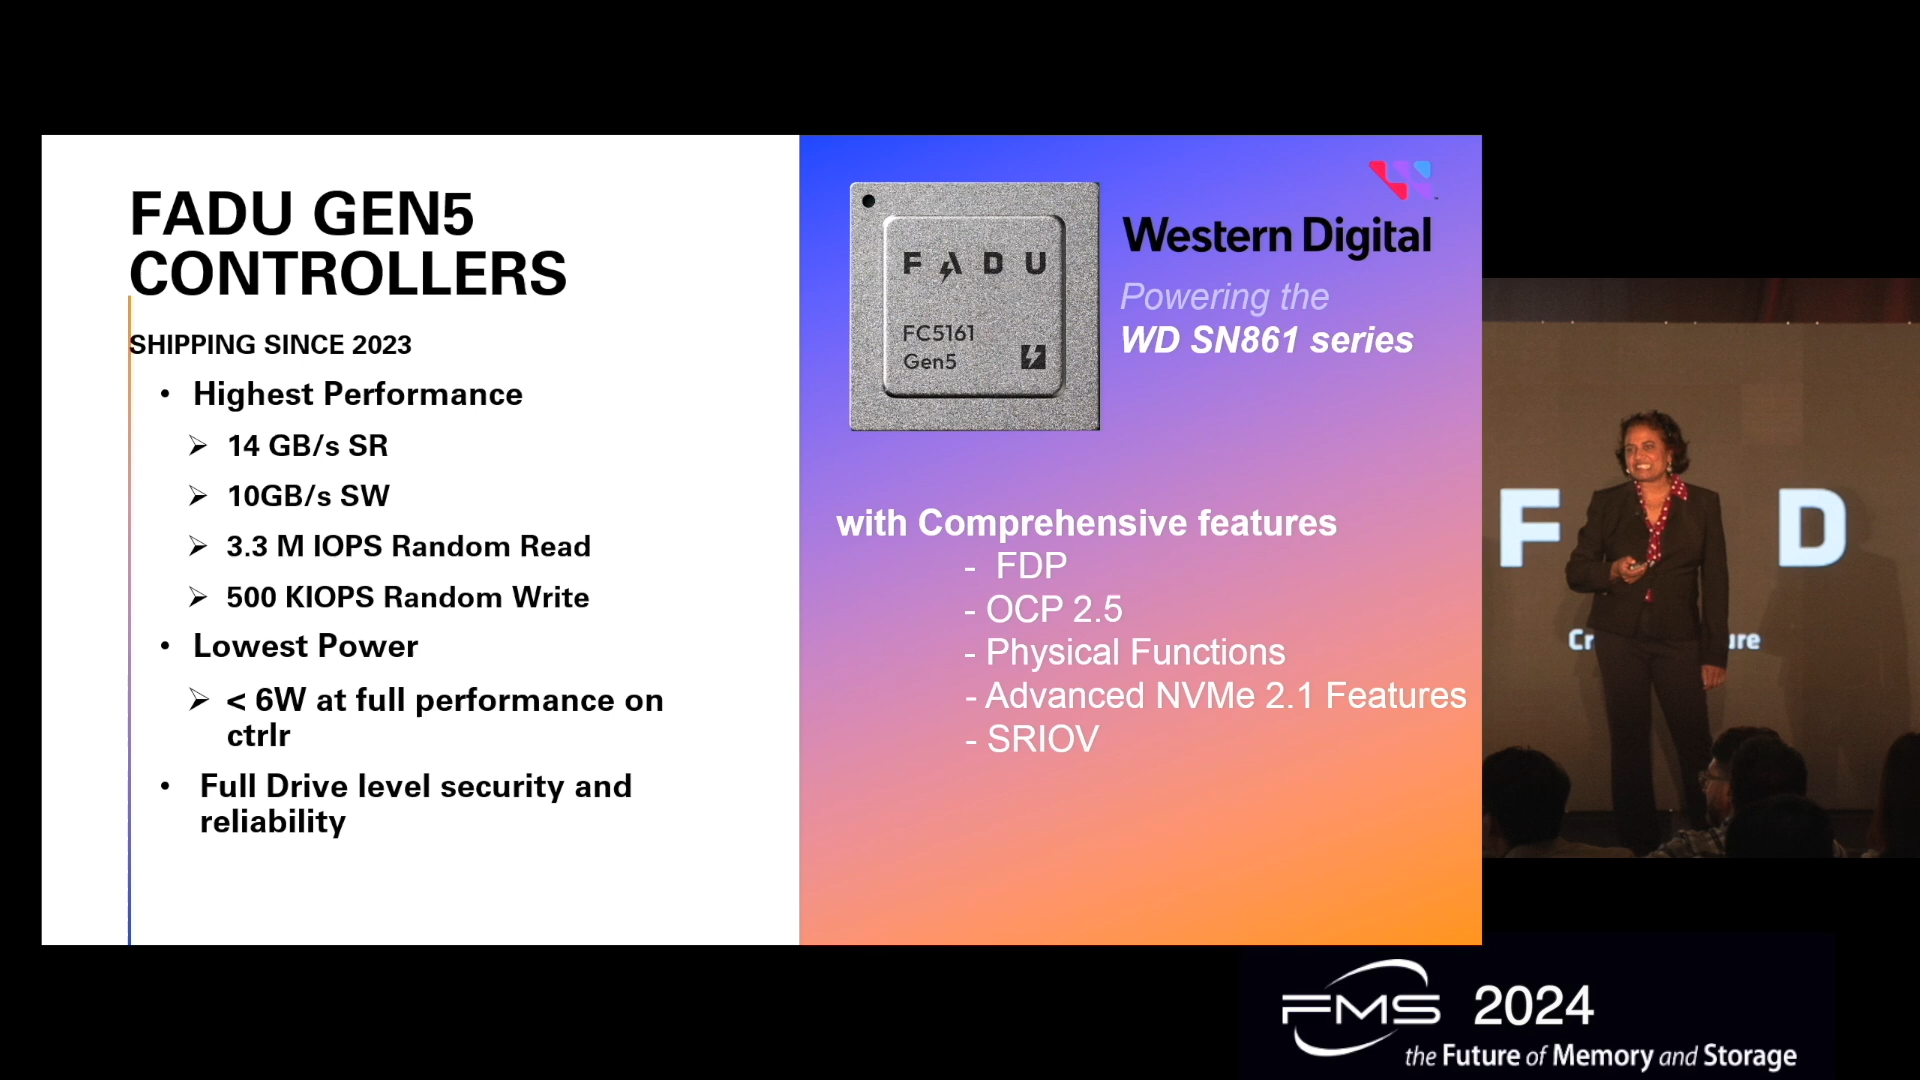 FADU GEN5
CONTROLLERS
SHIPPING SINCE 2023
• Highest Performance
➢ 14 GB/s SR
➢ 10GB/s SW
➢ 3.3 M IOPS Random Read
➢ 500 KIOPS Random Write
• Lowest Power
➢ < 6W at full performance on
ctrlr
• Full Drive level security and
reliability
FADU
FC5161
Gen5
Western Digital
Powering the
WD SN861 series
with Comprehensive features
- FDP
- OCP 2.5
- Physical Functions
- Advanced NVMe 2.1 Features
- SRIOV
F D
FMS 2024
the Future of Memory and Storage